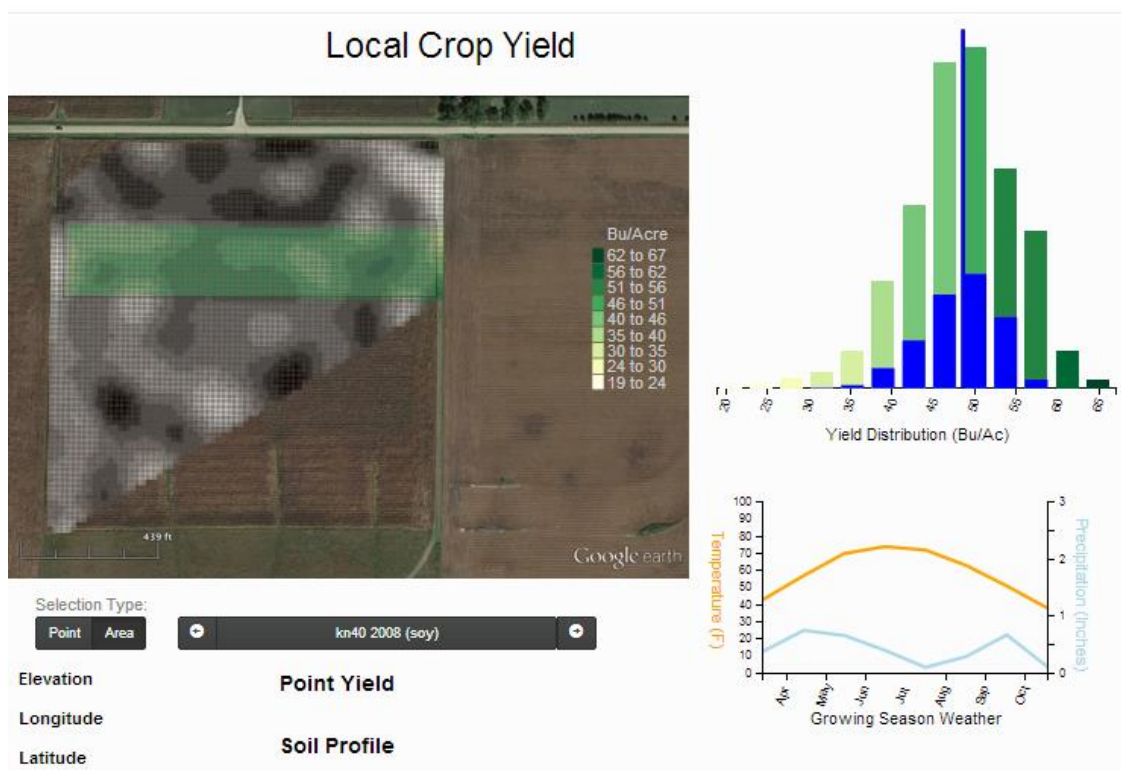 Local Crop Yield
Bu/Acre
62 to 67
56 to 62
51 to 56
46 to 51
40 to 46
35 to 40
30 to 35
24 to 30
19 to 24
439 ft
Google earth
20 25 30 35 40 45 50 55 60 65
Yield Distribution (Bu/Ac)
Selection Type:
Point Area
kn40 2008 (soy)
Elevation
Longitude
Latitude
Point Yield
Soil Profile
100
90
80
70
60
50
40
30
20
10
0
Temperature (F)
3
2
1
0
Precipitation (Inches)
Apr May Jun Jul Aug Sep Oct
Growing Season Weather